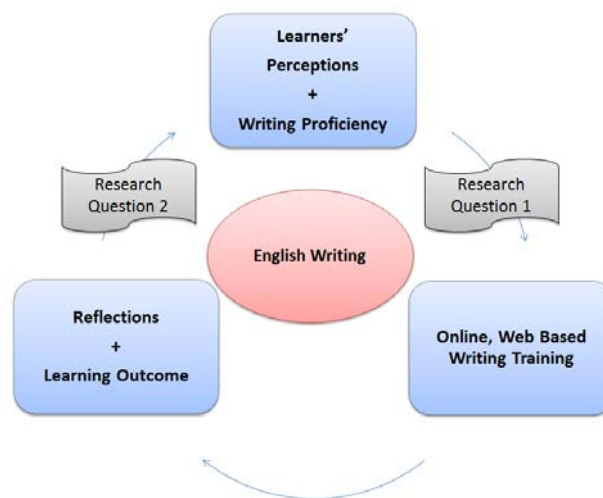 Learners'
Perceptions
+
Writing Proficiency
Research
Question 2
Research
Question 1
English Writing
Reflections
+
Learning Outcome
Online, Web Based
Writing Training